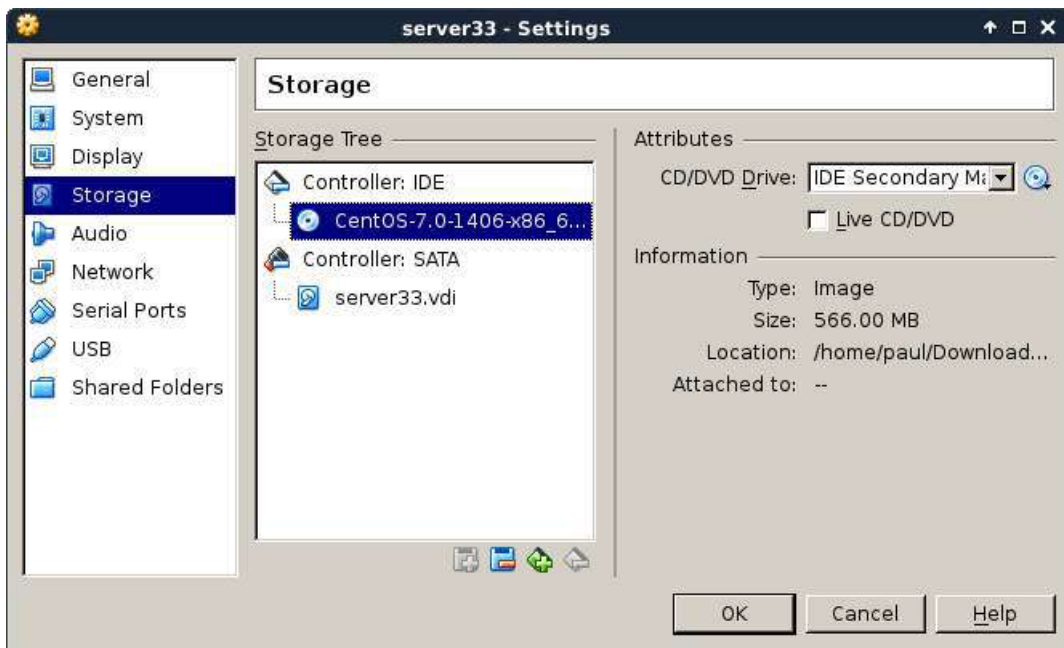 server33 - Settings
General
System
Display
Storage
Audio
Network
Serial Ports
USB
Shared Folders
Storage
Storage Tree
Controller: IDE
CentOS-7.0-1406-x86_6...
Controller: SATA
server33.vdi
Attributes
CD/DVD Drive: IDE Secondary Ma
Live CD/DVD
Information
Type: Image
Size: 566.00 MB
Location: /home/paul/Download...
Attached to: --
OK Cancel Help